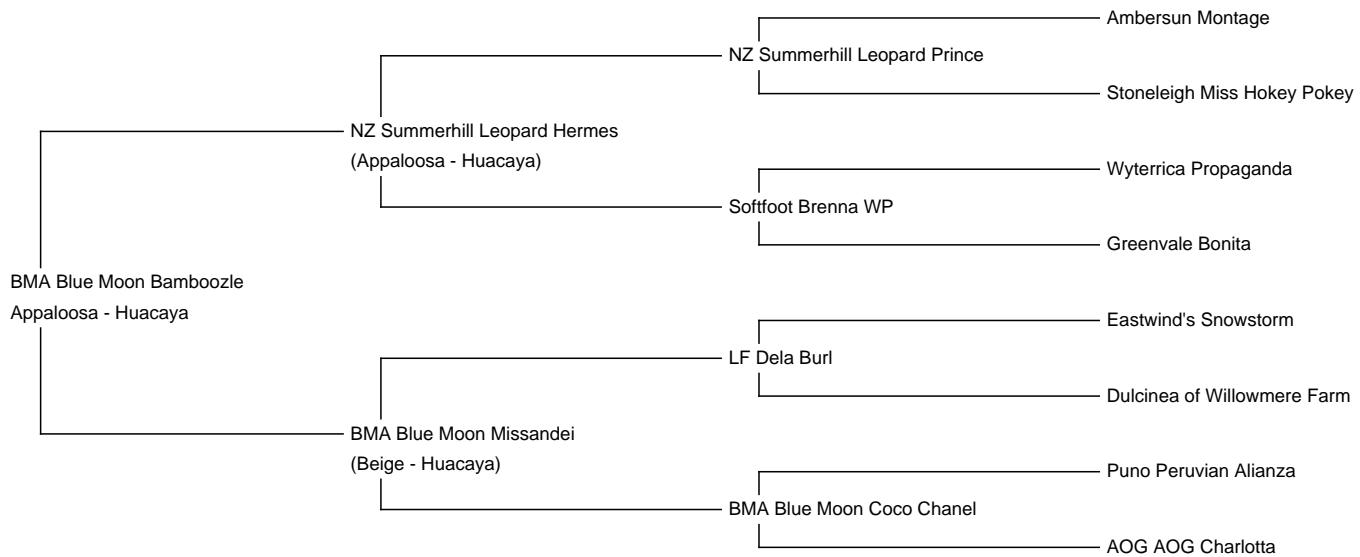 Ambersun Montage
NZ Summerhill Leopard Prince
Stoneleigh Miss Hokey Pokey
NZ Summerhill Leopard Hermes
(Appaloosa - Huacaya)
Wyterrica Propaganda
Softfoot Brenna WP
Greenvale Bonita
BMA Blue Moon Bamboozle
Appaloosa - Huacaya
Eastwind's Snowstorm
LF Dela Burl
Dulcinea of Willowmere Farm
BMA Blue Moon Missandei
(Beige - Huacaya)
Puno Peruvian Alianza
BMA Blue Moon Coco Chanel
AOG AOG Charlotta